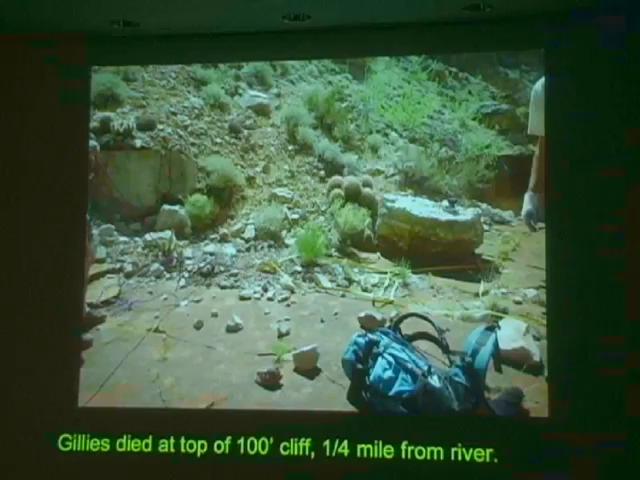 Gillies died at top of 100' cliff, 1/4 mile from river.